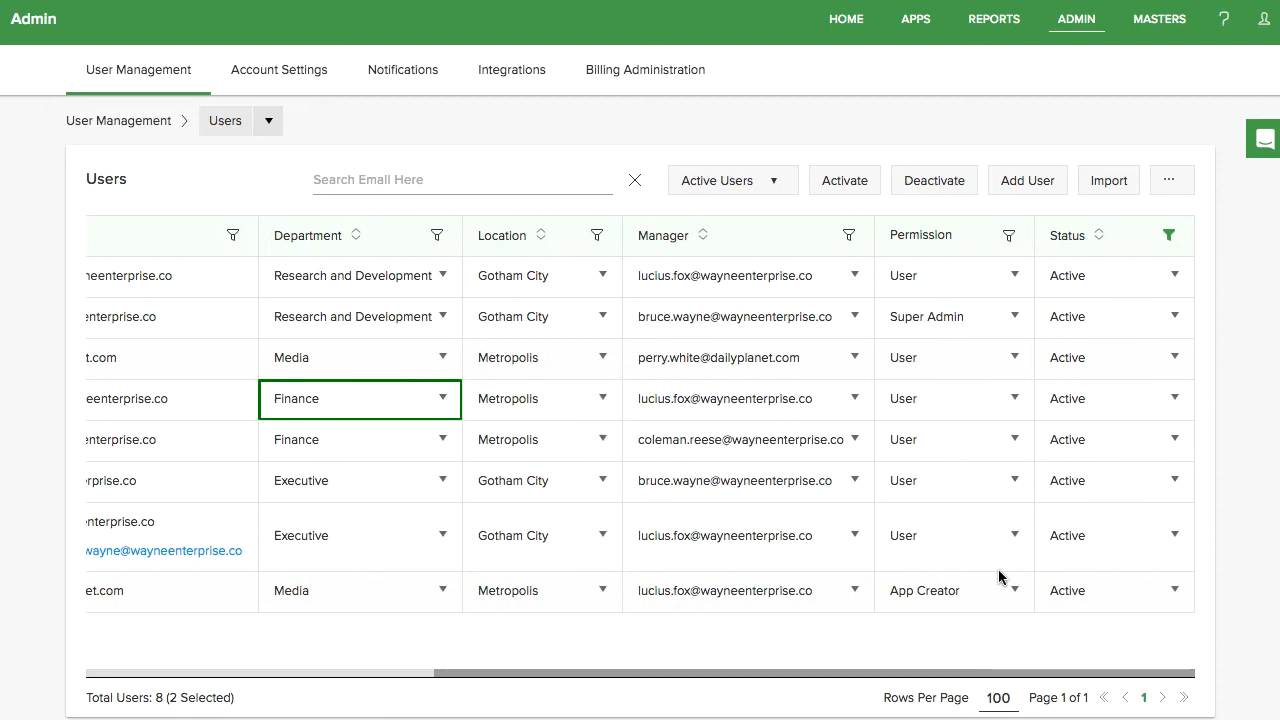 Admin
HOME APPS REPORTS ADMIN MASTERS ?
User Management Account Settings Notifications Integrations Billing Administration
User Management Users
Users Search Email Here Active Users Activate Deactivate Add User Import ...
Department Location Manager Permission Status
neenterprise.co Research and Development Gotham City lucius.fox@wayneenterprise.co User Active
enterprise.co Research and Development Gotham City bruce.wayne@wayneenterprise.co Super Admin Active
t.com Media Metropolis perry.white@dailyplanet.com User Active
eenterprise.co Finance Metropolis lucius.fox@wayneenterprise.co User Active
enterprise.co Finance Metropolis coleman.reese@wayneenterprise.co User Active
rprise.co Executive Gotham City bruce.wayne@wayneenterprise.co User Active
enterprise.co
wayne@wayneenterprise.co Executive Gotham City lucius.fox@wayneenterprise.co User Active
et.com Media Metropolis lucius.fox@wayneenterprise.co App Creator Active
Total Users: 8 (2 Selected) Rows Per Page 100 Page 1 of 1 1